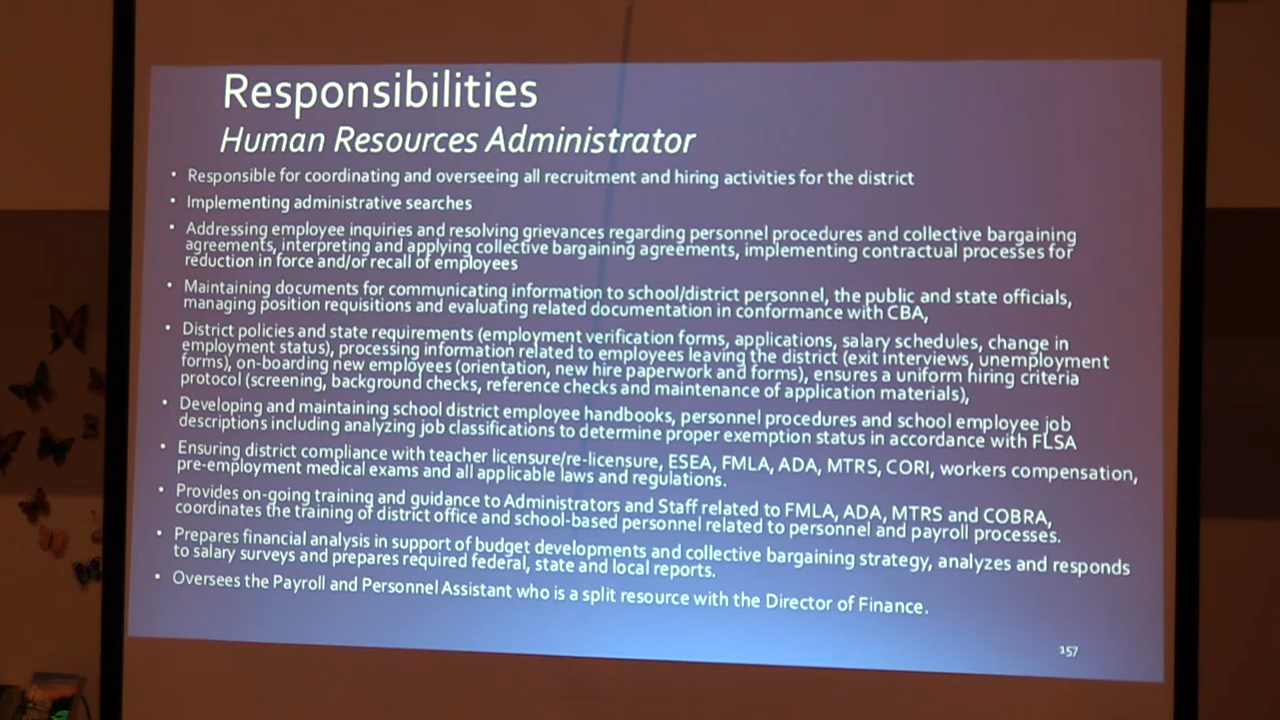 Responsibilities
Human Resources Administrator
• Responsible for coordinating and overseeing all recruitment and hiring activities for the district
• Implementing administrative searches
• Addressing employee inquiries and resolving grievances regarding personnel procedures and collective bargaining
agreements, interpreting and applying collective bargaining agreements, implementing contractual processes for
reduction in force and/or recall of employees
• Maintaining documents for communicating information to school/district personnel, the public and state officials,
managing position requisitions and evaluating related documentation in conformance with CBA,
• District policies and state requirements (employment verification forms, applications, salary schedules, change in
employment status), processing information related to employees leaving the district (exit interviews, unemployment
forms), on-boarding new employees (orientation, new hire paperwork and forms), ensures a uniform hiring criteria
protocol (screening, background checks, reference checks and maintenance of application materials),
• Developing and maintaining school district employee handbooks, personnel procedures and school employee job
descriptions including analyzing job classifications to determine proper exemption status in accordance with FLSA
• Ensuring district compliance with teacher licensure/re-licensure, ESEA, FMLA, ADA, MTRS, CORI, workers compensation,
pre-employment medical exams and all applicable laws and regulations.
• Provides on-going training and guidance to Administrators and Staff related to FMLA, ADA, MTRS and COBRA,
coordinates the training of district office and school-based personnel related to personnel and payroll processes.
• Prepares financial analysis in support of budget developments and collective bargaining strategy, analyzes and responds
to salary surveys and prepares required federal, state and local reports.
• Oversees the Payroll and Personnel Assistant who is a split resource with the Director of Finance.
157